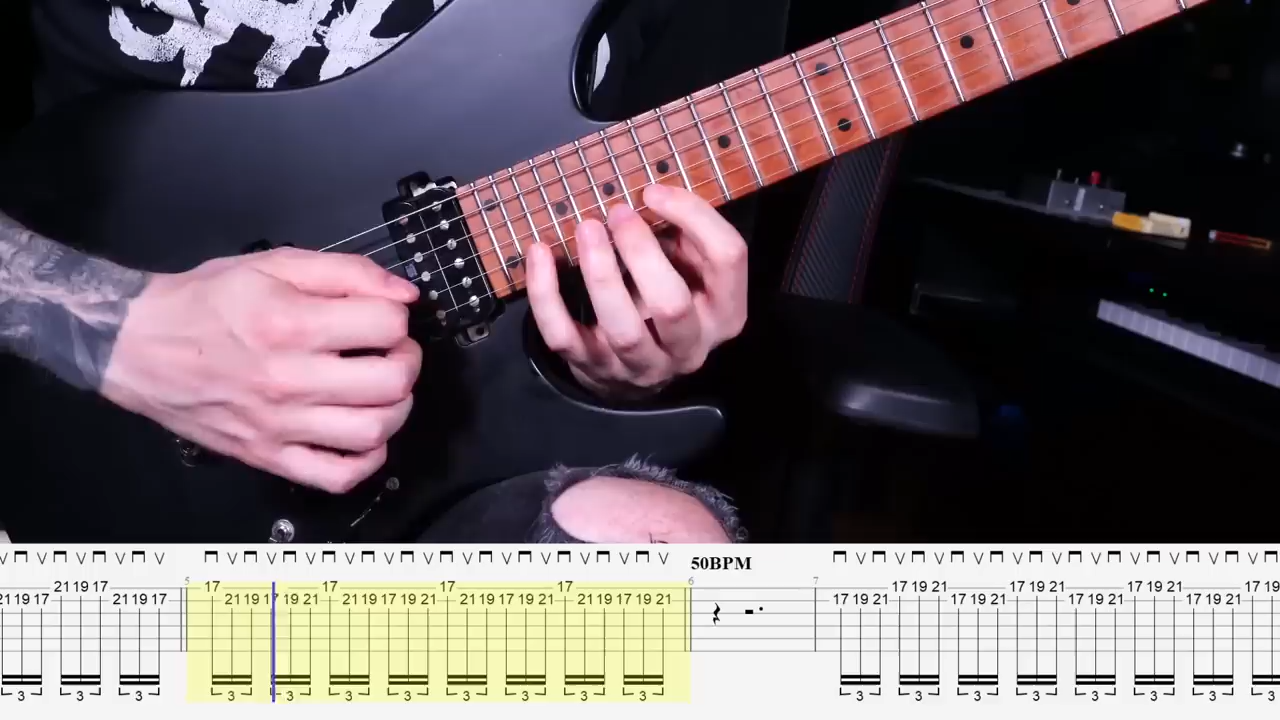 50BPM
5 6 7
21 19 17 17 17 17 17 19 21 17 19 21 17 19 21 17 19
21 19 17 21 19 17 21 19 17 19 21 21 19 17 19 21 21 19 17 19 21 21 19 17 19 21 17 19 21 17 19 21 17 19 21 17 19 21
3 3 3 3 3 3 3 3 3 3 3 3 3 3 3 3 3 3 3